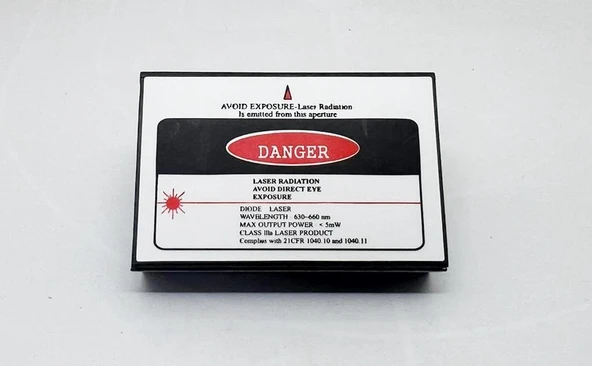 AVOID EXPOSURE-Laser Radiation
Is emitted from this aperture
DANGER
LASER RADIATION
AVOID DIRECT EYE
EXPOSURE
DIODE LASER
WAVELENGTH 630-660 nm
MAX OUTPUT POWER < 5mW
CLASS IIIa LASER PRODUCT
Complies with 21CFR 1040.10 and 1040.11